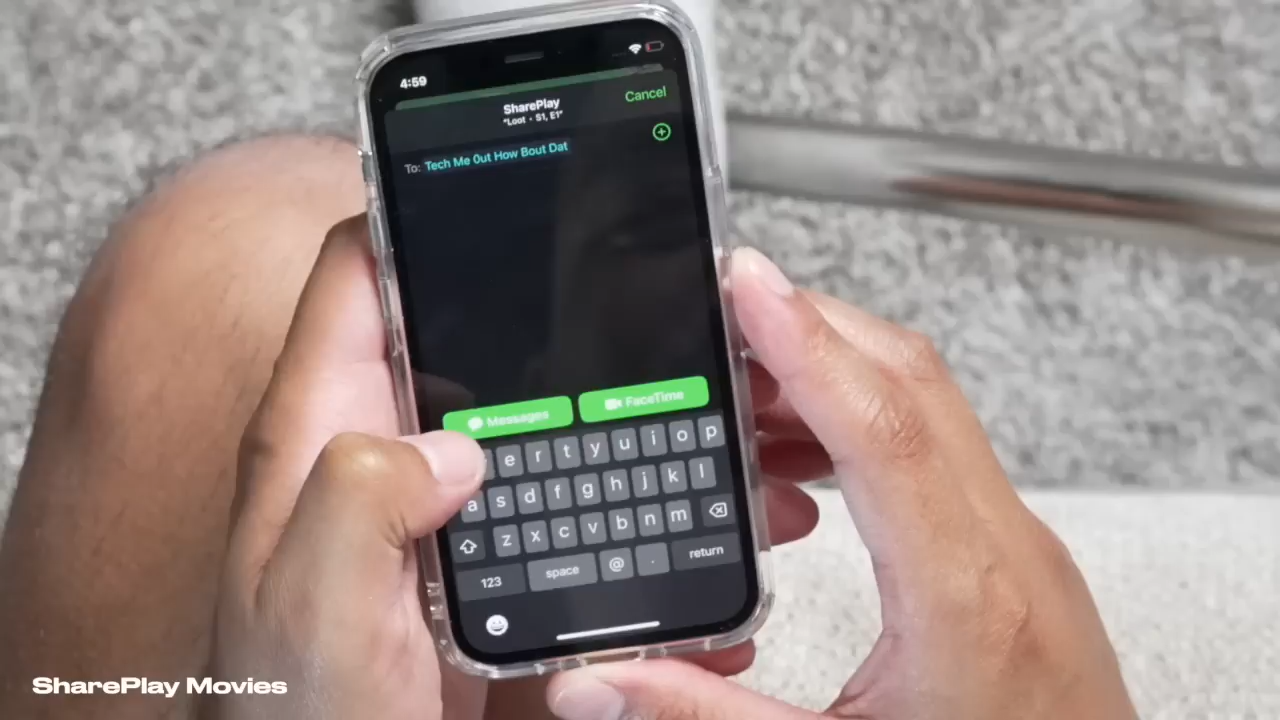 4:59
SharePlay
Cancel
"Loot • S1, E1"
To: Tech Me 0ut How Bout Dat
Messages
FaceTime
e r t y u i o p
a s d f g h j k l
z x c v b n m
123 space @ . return
SharePlay Movies